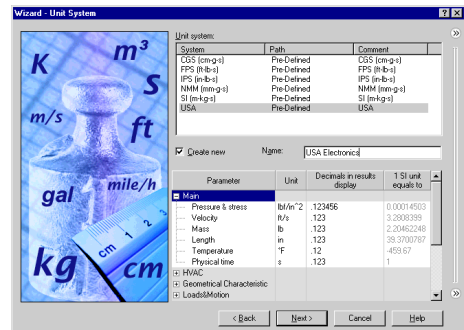 Wizard - Unit System
Unit system:
System Path Comment
CGS (cm-g-s) Pre-Defined CGS (cm-g-s)
FPS (ft-lb-s) Pre-Defined FPS (ft-lb-s)
IPS (in-lb-s) Pre-Defined IPS (in-lb-s)
NMM (mm-g-s) Pre-Defined NMM (mm-g-s)
SI (m-kg-s) Pre-Defined SI (m-kg-s)
USA Pre-Defined USA
Create new Name: USA Electronics
Parameter Unit Decimals in results display 1 SI unit equals to
Main
Pressure & stress lbf/in^2 .123456 0.00014503
Velocity ft/s .123 3.2808399
Mass lb .123 2.20462248
Length in .123 39.3700787
Temperature °F .12 -459.67
Physical time s .123 1
HVAC
Geometrical Characteristic
Loads&Motion
< Back Next > Cancel Help
K m³
s
m/s ft
gal mile/h
cm 1 2 3
kg cm